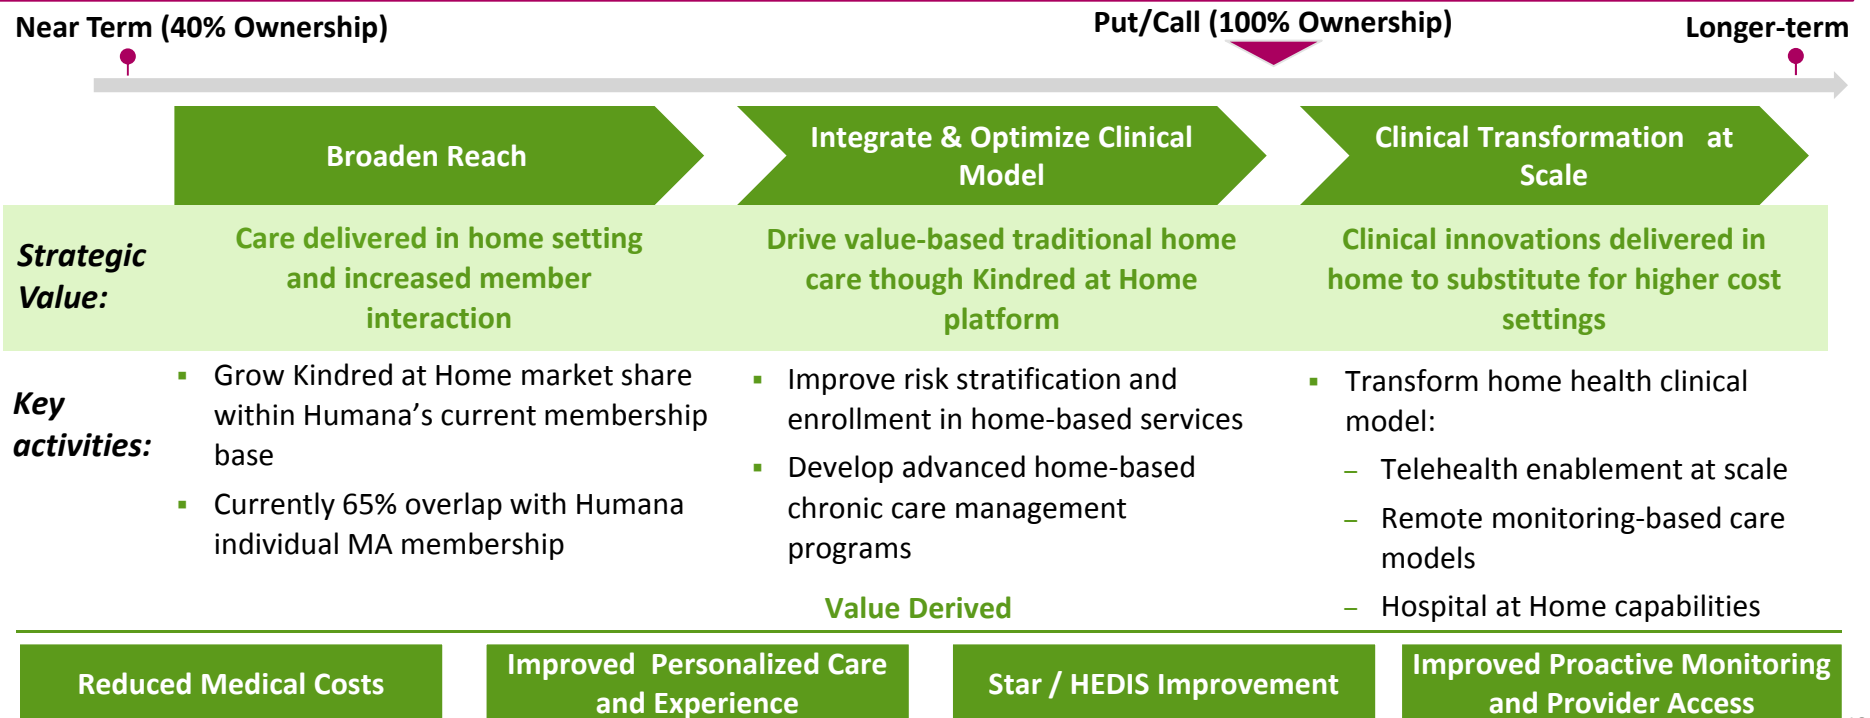 Near Term (40% Ownership)
Put/Call (100% Ownership)
Longer-term
Broaden Reach
Integrate & Optimize Clinical
Model
Clinical Transformation at
Scale
Strategic
Value:
Care delivered in home setting
and increased member
interaction
Drive value-based traditional home
care though Kindred at Home
platform
Clinical innovations delivered in
home to substitute for higher cost
settings
Key
activities:
▪ Grow Kindred at Home market share
within Humana’s current membership
base
▪ Currently 65% overlap with Humana
individual MA membership
▪ Improve risk stratification and
enrollment in home-based services
▪ Develop advanced home-based
chronic care management
programs
▪ Transform home health clinical
model:
– Telehealth enablement at scale
– Remote monitoring-based care
models
– Hospital at Home capabilities
Value Derived
Reduced Medical Costs
Improved Personalized Care
and Experience
Star / HEDIS Improvement
Improved Proactive Monitoring
and Provider Access